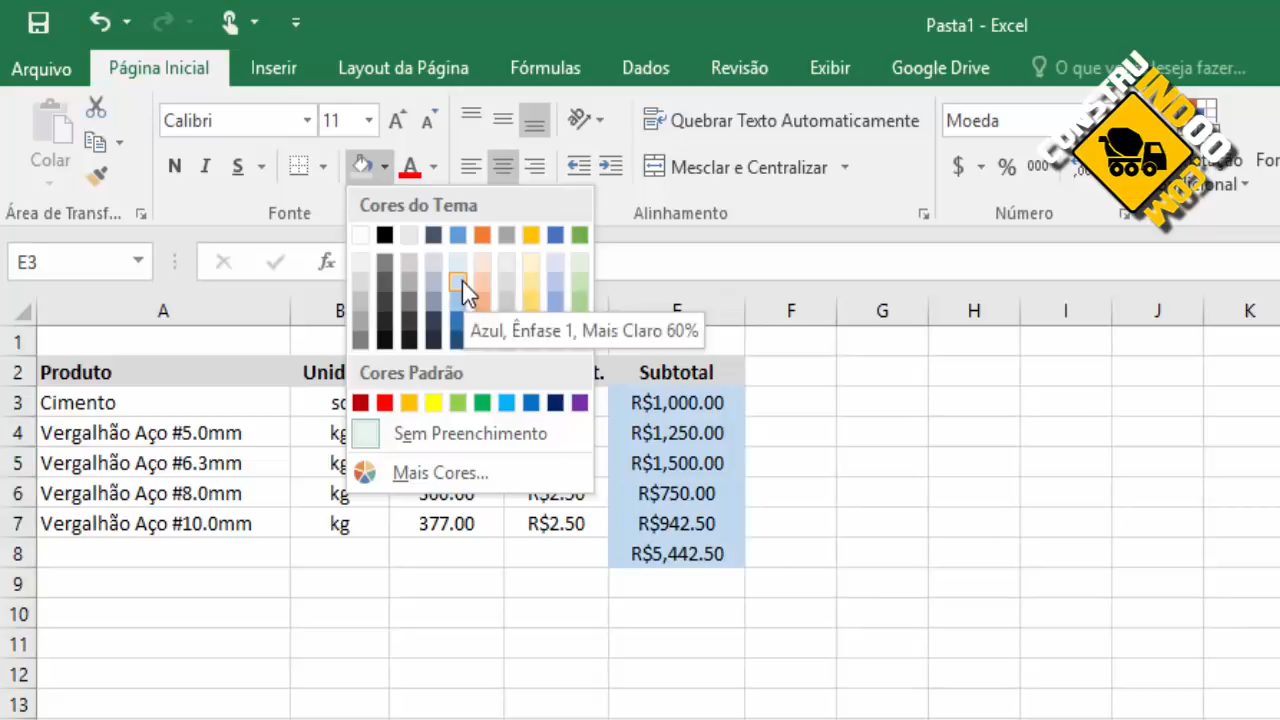 Pasta1 - Excel
Arquivo Página Inicial Inserir Layout da Página Fórmulas Dados Revisão Exibir Google Drive O que deseja fazer...
Colar Calibri 11 Quebrar Texto Automaticamente Moeda
N I S A Mesclar e Centralizar $ % 000
Área de Transf... Fonte Alinhamento Número
CONSTRUINDO.COM
E3 fx
Cores do Tema
Azul, Ênfase 1, Mais Claro 60%
Cores Padrão
Sem Preenchimento
Mais Cores...
A B E F G H I J K
1
2 Produto Unid t. Subtotal
3 Cimento sc R$1,000.00
4 Vergalhão Aço #5.0mm kg R$1,250.00
5 Vergalhão Aço #6.3mm kg R$1,500.00
6 Vergalhão Aço #8.0mm kg 300.00 R$2.50 R$750.00
7 Vergalhão Aço #10.0mm kg 377.00 R$2.50 R$942.50
8 R$5,442.50
9
10
11
12
13